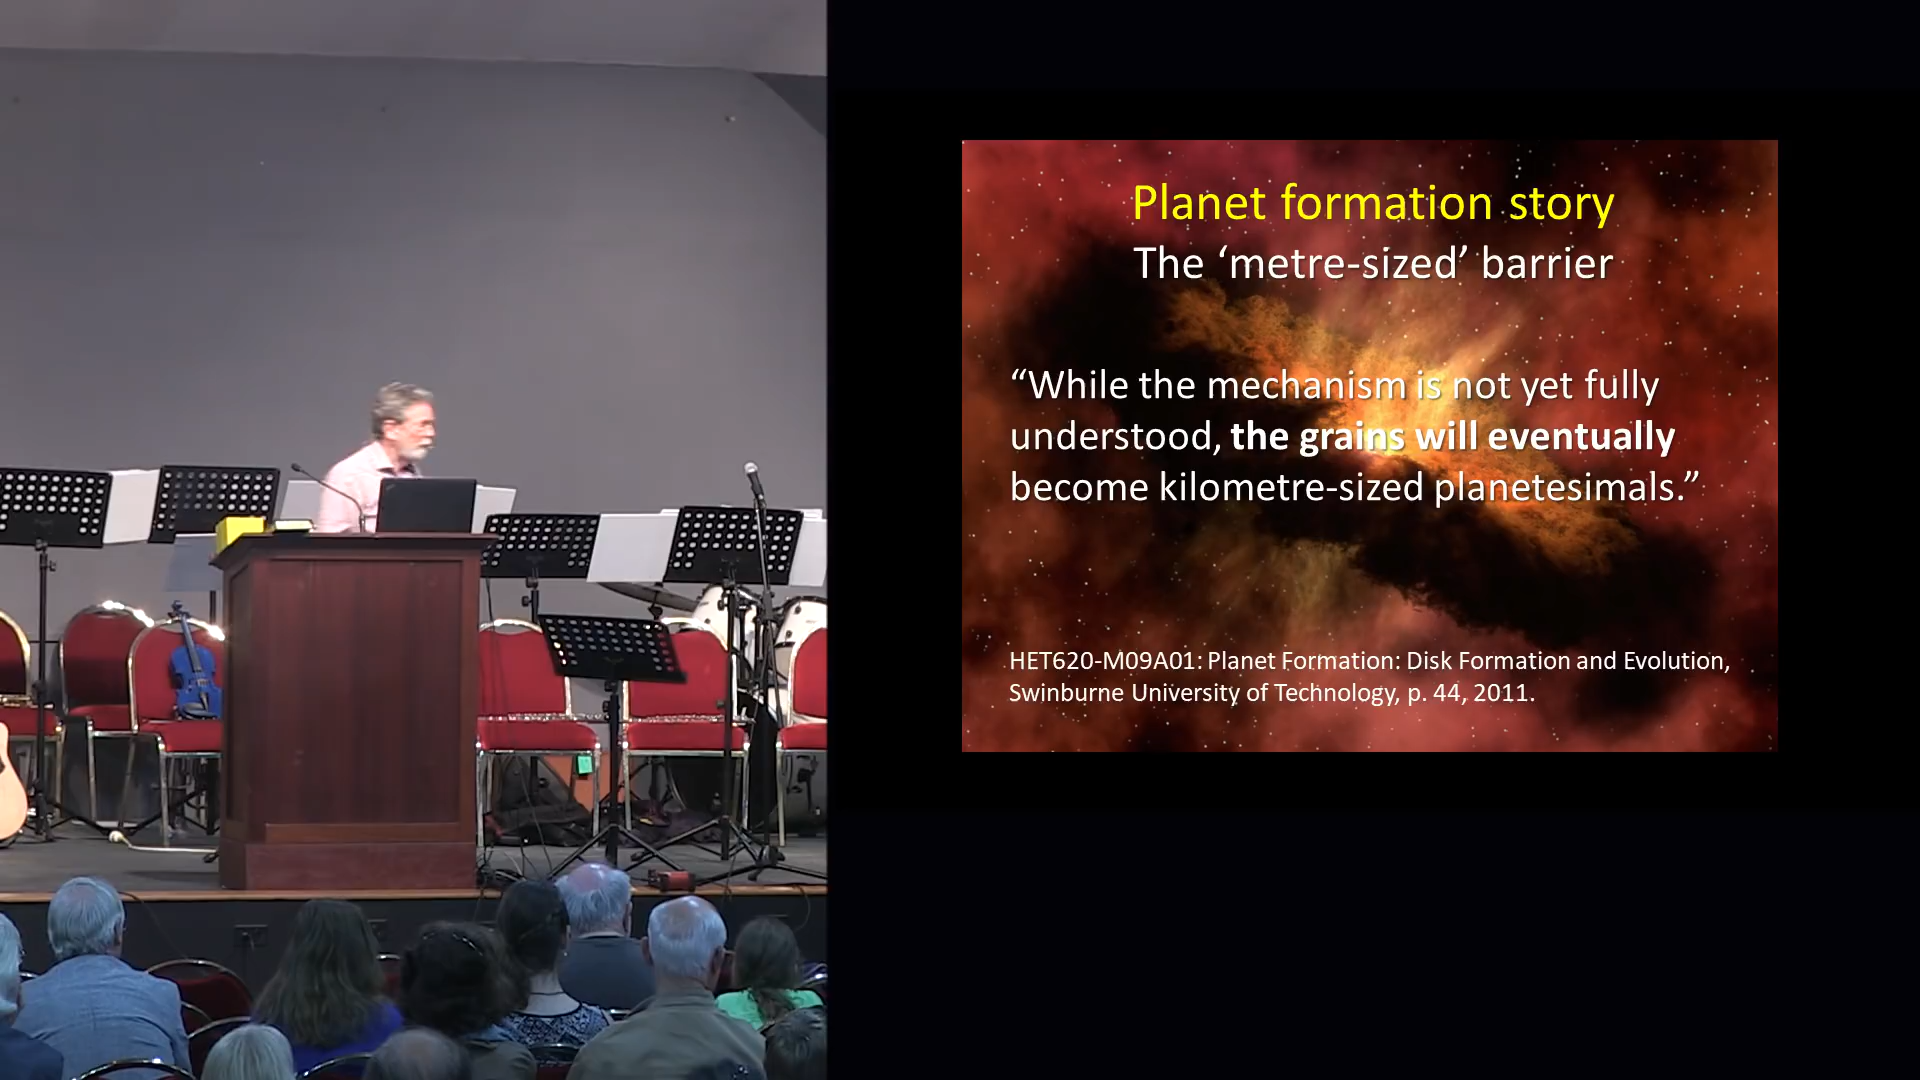 Planet formation story
The ‘metre-sized’ barrier
“While the mechanism is not yet fully
understood, the grains will eventually
become kilometre-sized planetesimals.”
HET620-M09A01: Planet Formation: Disk Formation and Evolution,
Swinburne University of Technology, p. 44, 2011.